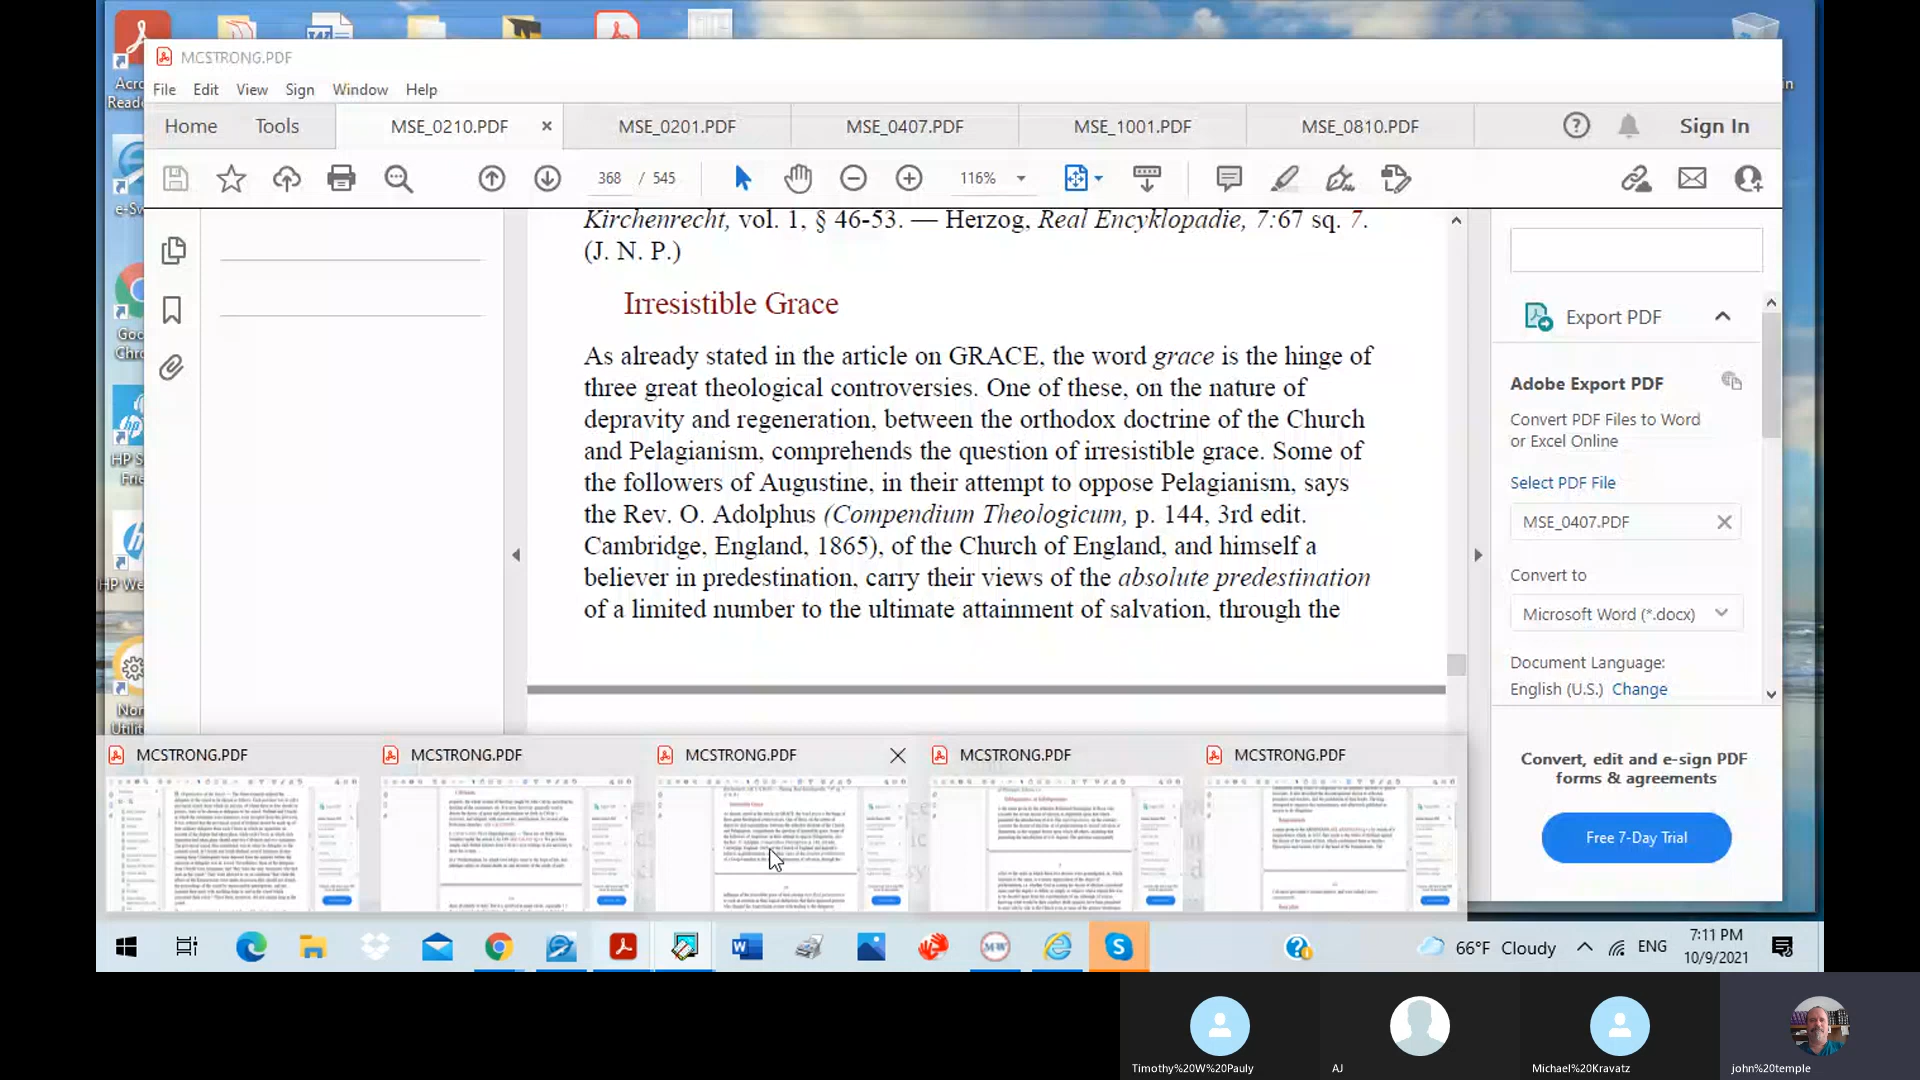 MCSTRONG.PDF
File Edit View Sign Window Help
Home Tools MSE_0210.PDF MSE_0201.PDF MSE_0407.PDF MSE_1001.PDF MSE_0810.PDF Sign In
368 / 545 116%
Kirchenrecht, vol. 1, § 46-53. — Herzog, Real Encyklopadie, 7:67 sq. 7.
(J. N. P.)
Irresistible Grace
As already stated in the article on GRACE, the word grace is the hinge of
three great theological controversies. One of these, on the nature of
depravity and regeneration, between the orthodox doctrine of the Church
and Pelagianism, comprehends the question of irresistible grace. Some of
the followers of Augustine, in their attempt to oppose Pelagianism, says
the Rev. O. Adolphus (Compendium Theologicum, p. 144, 3rd edit.
Cambridge, England, 1865), of the Church of England, and himself a
believer in predestination, carry their views of the absolute predestination
of a limited number to the ultimate attainment of salvation, through the
Export PDF
Adobe Export PDF
Convert PDF Files to Word
or Excel Online
Select PDF File
MSE_0407.PDF
Convert to
Microsoft Word (*.docx)
Document Language:
English (U.S.) Change
Convert, edit and e-sign PDF
forms & agreements
Free 7-Day Trial
MCSTRONG.PDF MCSTRONG.PDF MCSTRONG.PDF MCSTRONG.PDF MCSTRONG.PDF
66°F Cloudy ENG 7:11 PM
10/9/2021
Timothy%20W%20Pauly AJ Michael%20Kravatz john%20temple